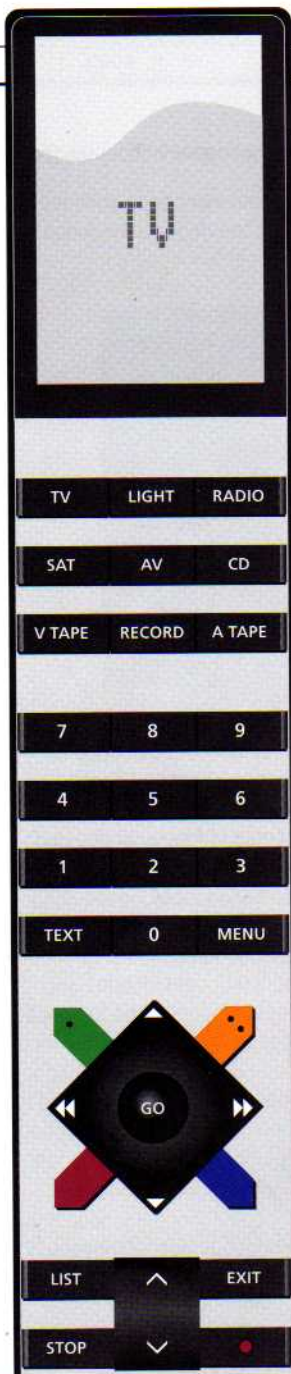 TV
TV LIGHT RADIO
SAT AV CD
V TAPE RECORD A TAPE
7 8 9
4 5 6
1 2 3
TEXT 0 MENU
GO
LIST EXIT
STOP